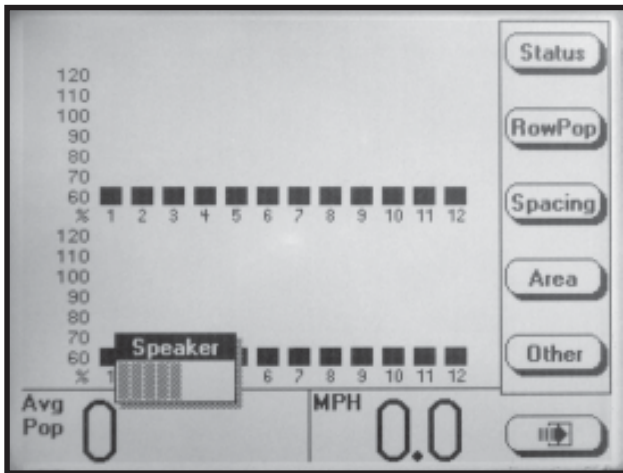 Status
120
110
100
90
80
70
60
% 1 2 3 4 5 6 7 8 9 10 11 12
RowPop
Spacing
120
110
100
90
80
70
60
% 1 6 7 8 9 10 11 12
Speaker
Area
Other
Avg
Pop 0
MPH 0.0